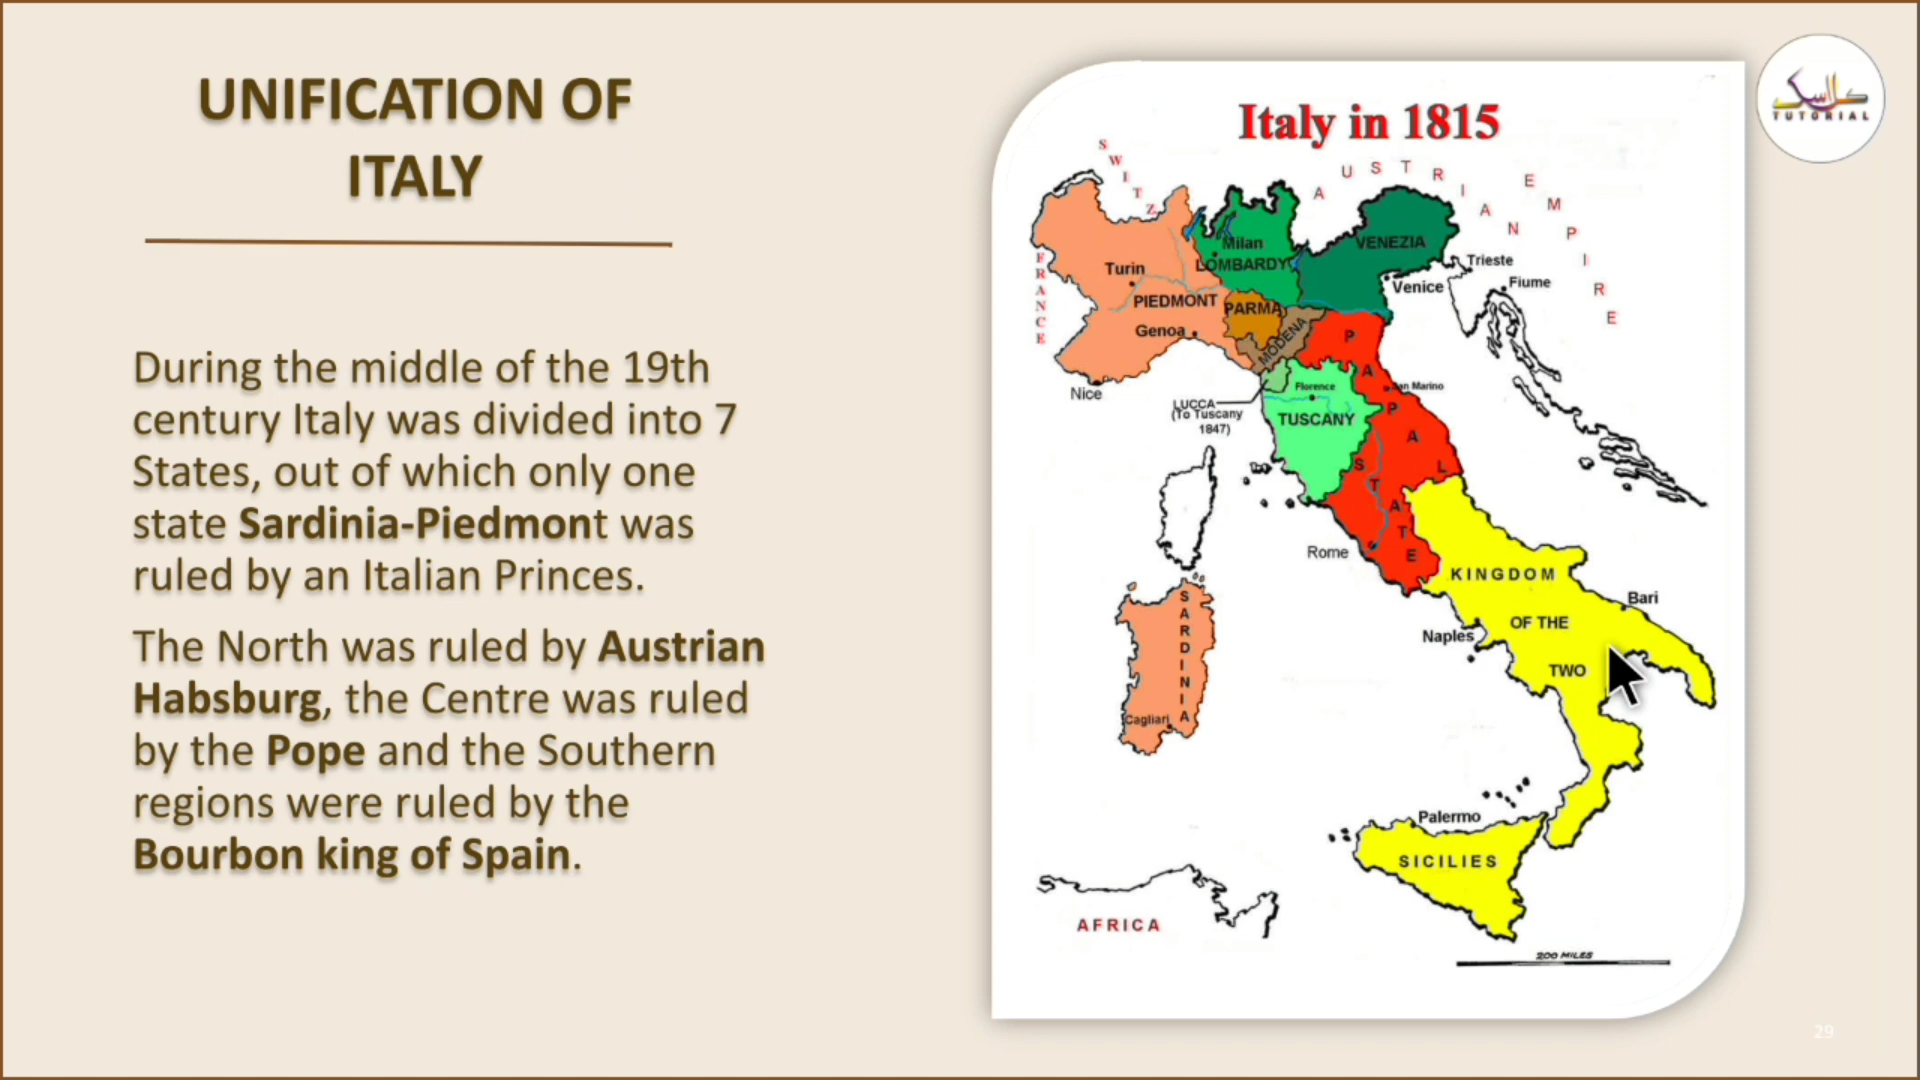 UNIFICATION OF
ITALY
During the middle of the 19th
century Italy was divided into 7
States, out of which only one
state Sardinia-Piedmont was
ruled by an Italian Princes.
The North was ruled by Austrian
Habsburg, the Centre was ruled
by the Pope and the Southern
regions were ruled by the
Bourbon king of Spain.
Italy in 1815
SWITZ
AUSTRIAN EMPIRE
FRANCE
Milan
LOMBARDY
VENEZIA
Trieste
Venice
Fiume
Turin
PIEDMONT
PARMA
Genoa
MODENA
Nice
LUCCA
(To Tuscany
1847)
Florence
TUSCANY
San Marino
PAPAL
STATE
Rome
KINGDOM
OF THE
TWO
SICILIES
Bari
Naples
SARDINIA
Cagliari
Palermo
AFRICA
200 MILES
کلاسک
TUTORIAL
29